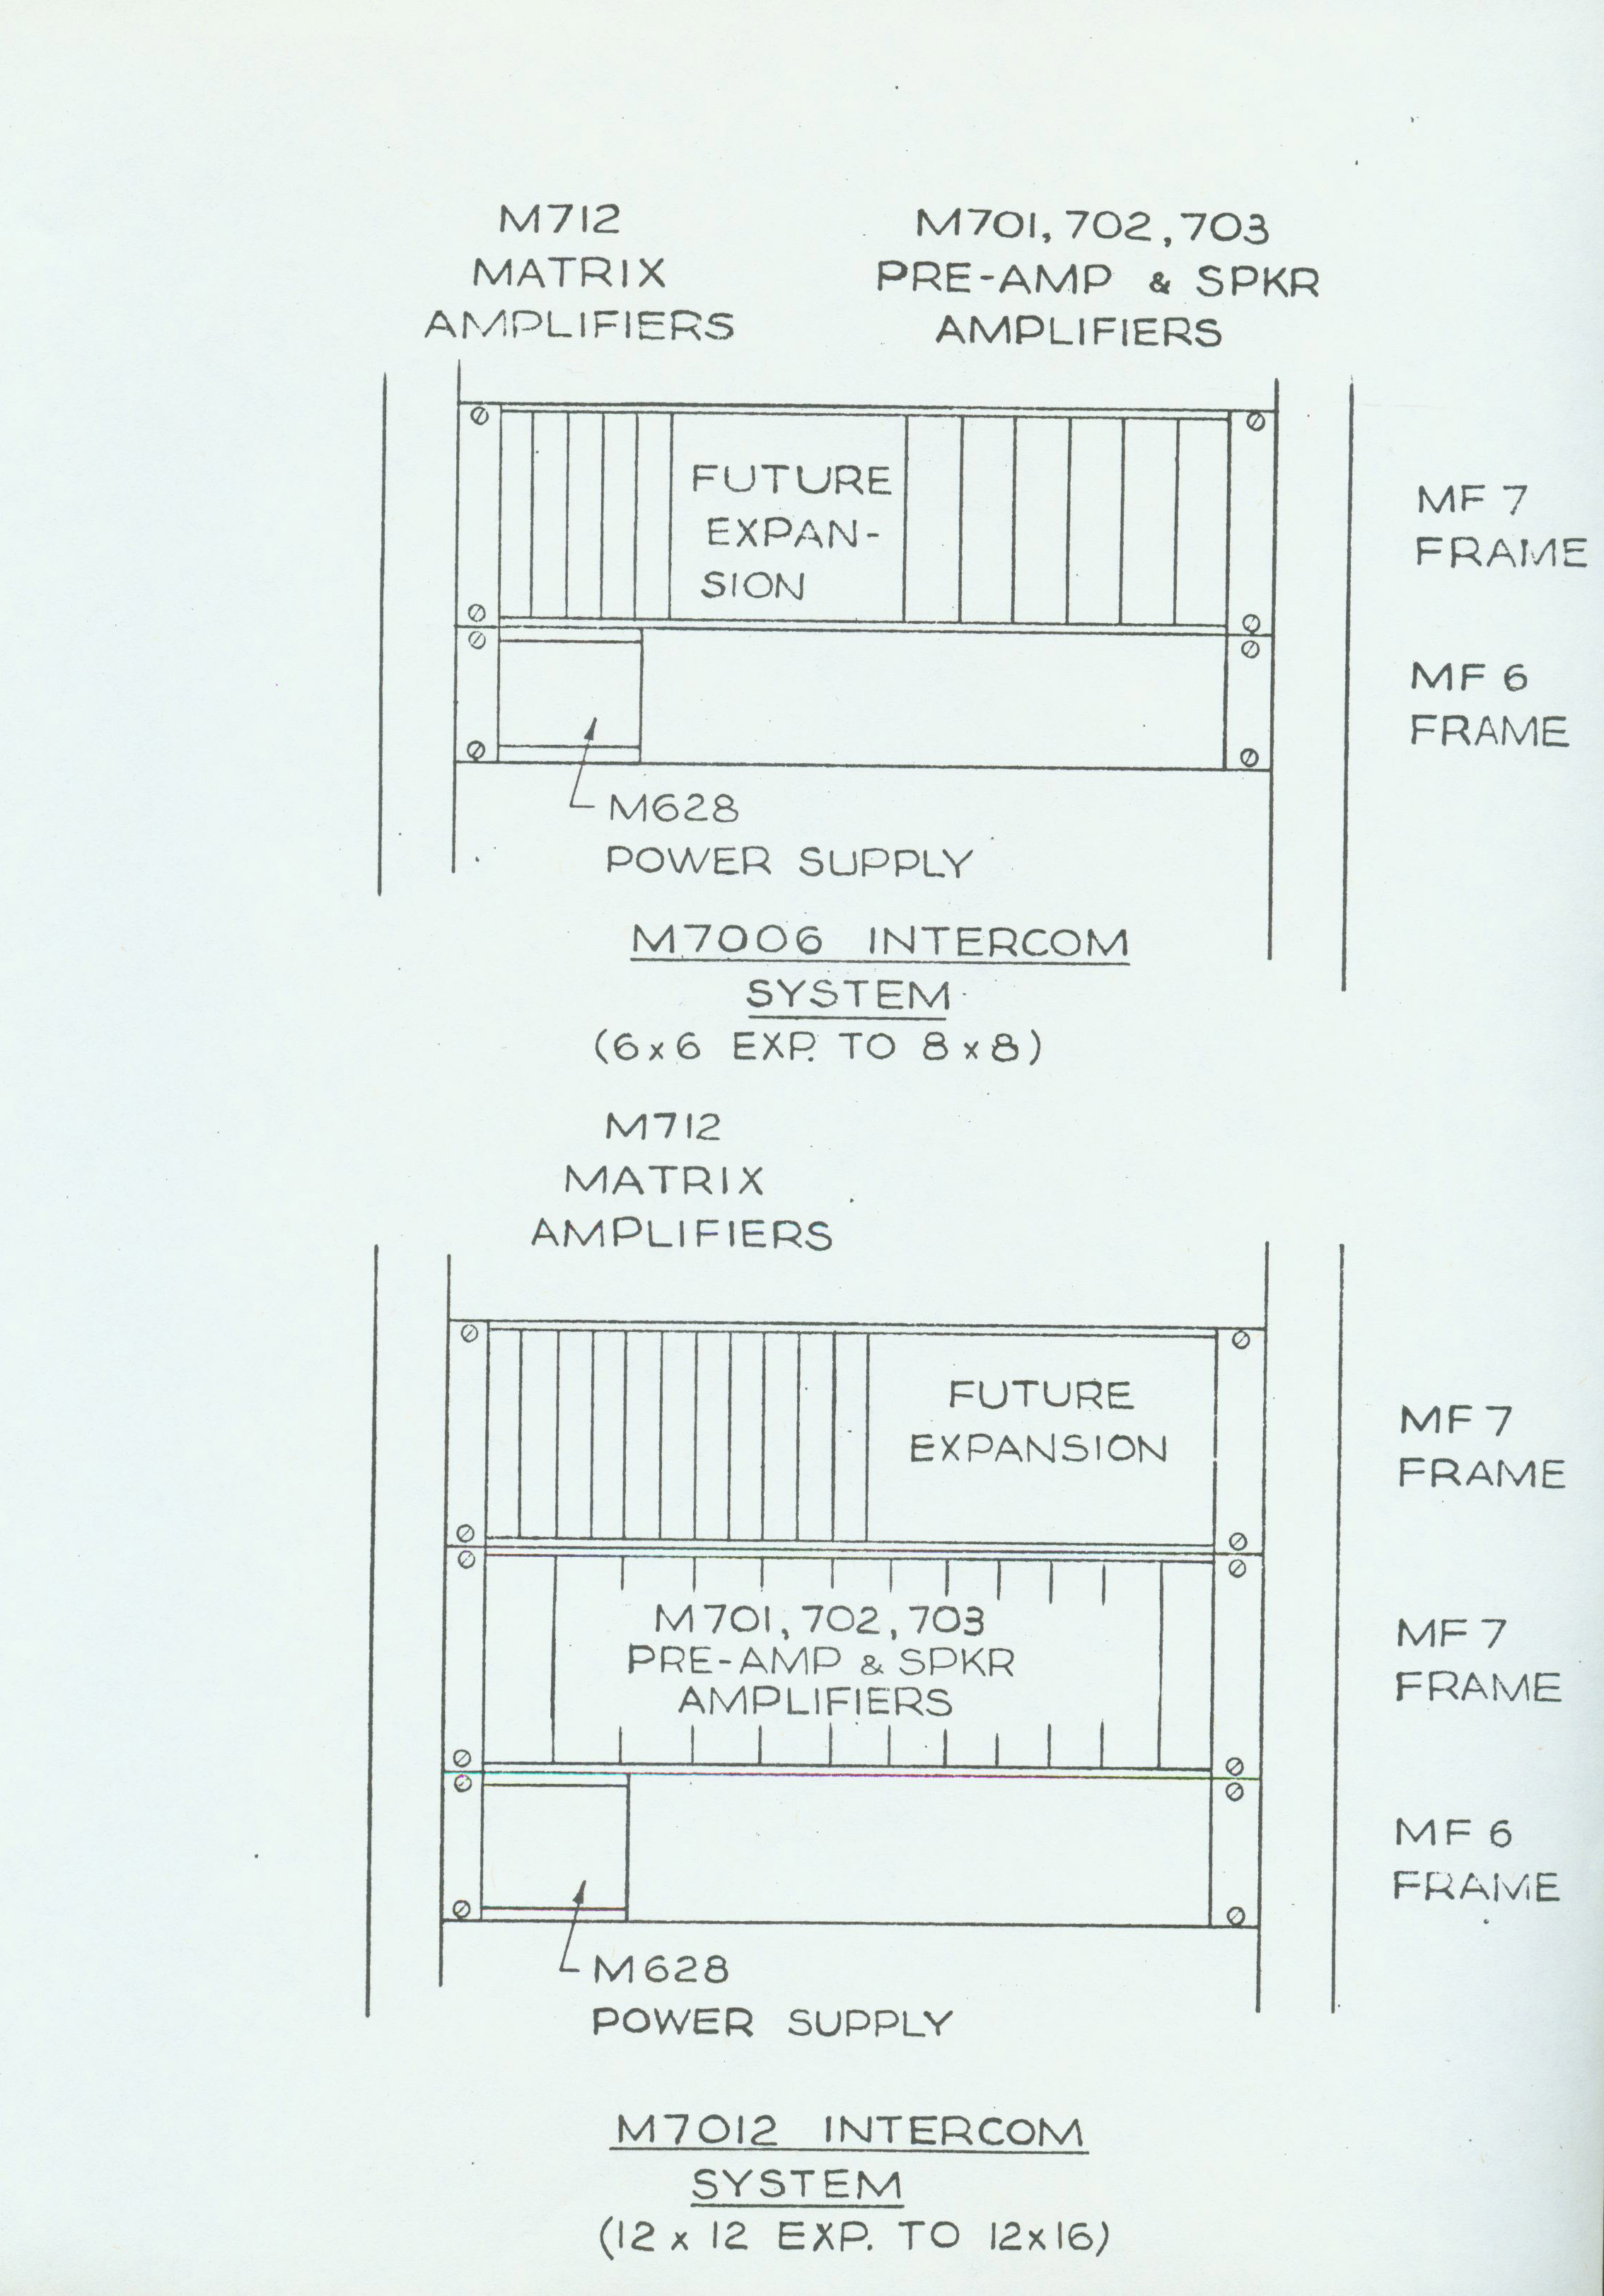 M712
MATRIX
AMPLIFIERS
M701, 702, 703
PRE-AMP & SPKR
AMPLIFIERS
FUTURE
EXPAN-
SION
MF 7
FRAME
MF 6
FRAME
M628
POWER SUPPLY
M7006 INTERCOM
SYSTEM
(6x6 EXP. TO 8x8)
M712
MATRIX
AMPLIFIERS
FUTURE
EXPANSION
MF 7
FRAME
M701, 702, 703
PRE-AMP & SPKR
AMPLIFIERS
MF 7
FRAME
MF 6
FRAME
M628
POWER SUPPLY
M7012 INTERCOM
SYSTEM
(12 x 12 EXP. TO 12x16)